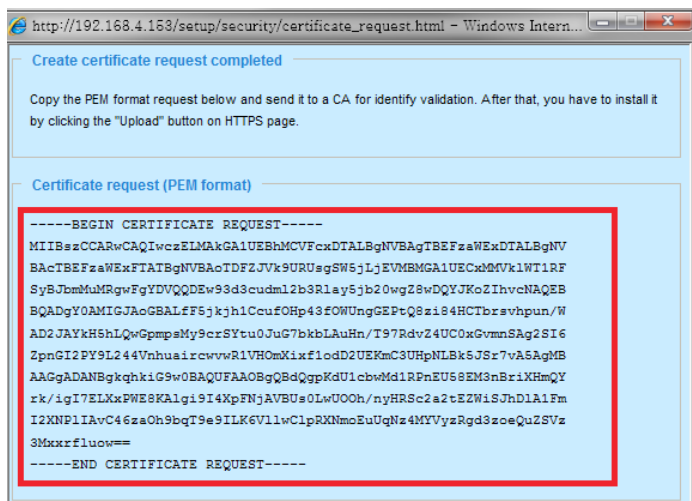 http://192.168.4.153/setup/security/certificate_request.html - Windows Intern...
Create certificate request completed
Copy the PEM format request below and send it to a CA for identify validation. After that, you have to install it
by clicking the "Upload" button on HTTPS page.
Certificate request (PEM format)
-----BEGIN CERTIFICATE REQUEST-----
MIIBszCCARwCAQIwczELMAkGA1UEBhMCVFcxDTALBgNVBAgTBEFzaWExDTALBgNV
BAcTBEFzaWExFTATBgNVBAoTDFZJVk9URUsgSW5jLjEVMBMGA1UECxMMVklWT1RF
SyBJbmMuMRgwFgYDVQQDEw93d3cudml2b3Rlay5jb20wgZ8wDQYJKoZIhvcNAQEB
BQADgY0AMIGJAoGBALfF5jkjh1CcufOHp43fOWUngGEPtQ8zi84HCTbrsvhpun/W
AD2JAYkH5hLQwGpmpsMy9crSYtu0JuG7bkbLAuHn/T97RdvZ4UC0xGvmnSAg2SI6
ZpnGI2PY9L244VnhuaircwvwR1VHOmXixf1odD2UEKmC3UHpNLBk5JSr7vA5AgMB
AAGgADANBgkqhkiG9w0BAQUFAAOBgQBdQgpKdU1cbwMd1RPnEU58EM3nBriXHmQY
rk/igI7ELXxPWE8KAlgi9I4XpFNjAVBUs0LwUOOh/nyHRSc2a2tEZWiSJhDlA1Fm
I2XNPlIAvC46zaOh9bqT9e9ILK6VllwClpRXNmoEuUqNz4MYVyzRgd3zoeQuZSVz
3Mxxrfluow==
-----END CERTIFICATE REQUEST-----